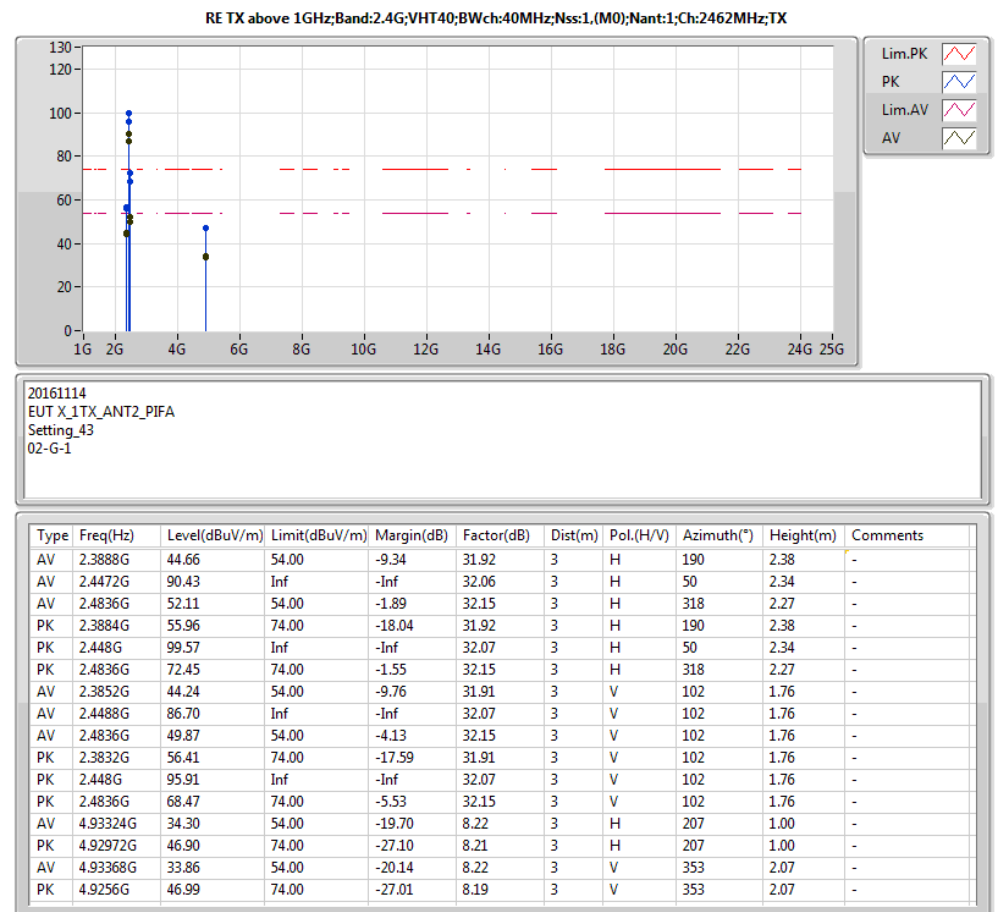 RE TX above 1GHz;Band:2.4G;VHT40;BWch:40MHz;Nss:1,(M0);Nant:1;Ch:2462MHz;TX
130
120
100
80
60
40
20
0
1G 2G 4G 6G 8G 10G 12G 14G 16G 18G 20G 22G 24G 25G
Lim.PK
PK
Lim.AV
AV
20161114
EUT X_1TX_ANT2_PIFA
Setting_43
02-G-1
Type Freq(Hz) Level(dBuV/m) Limit(dBuV/m) Margin(dB) Factor(dB) Dist(m) Pol.(H/V) Azimuth(°) Height(m) Comments
AV 2.3888G 44.66 54.00 -9.34 31.92 3 H 190 2.38 -
AV 2.4472G 90.43 Inf -Inf 32.06 3 H 50 2.34 -
AV 2.4836G 52.11 54.00 -1.89 32.15 3 H 318 2.27 -
PK 2.3884G 55.96 74.00 -18.04 31.92 3 H 190 2.38 -
PK 2.448G 99.57 Inf -Inf 32.07 3 H 50 2.34 -
PK 2.4836G 72.45 74.00 -1.55 32.15 3 H 318 2.27 -
AV 2.3852G 44.24 54.00 -9.76 31.91 3 V 102 1.76 -
AV 2.4488G 86.70 Inf -Inf 32.07 3 V 102 1.76 -
AV 2.4836G 49.87 54.00 -4.13 32.15 3 V 102 1.76 -
PK 2.3832G 56.41 74.00 -17.59 31.91 3 V 102 1.76 -
PK 2.448G 95.91 Inf -Inf 32.07 3 V 102 1.76 -
PK 2.4836G 68.47 74.00 -5.53 32.15 3 V 102 1.76 -
AV 4.93324G 34.30 54.00 -19.70 8.22 3 H 207 1.00 -
PK 4.92972G 46.90 74.00 -27.10 8.21 3 H 207 1.00 -
AV 4.93368G 33.86 54.00 -20.14 8.22 3 V 353 2.07 -
PK 4.9256G 46.99 74.00 -27.01 8.19 3 V 353 2.07 -